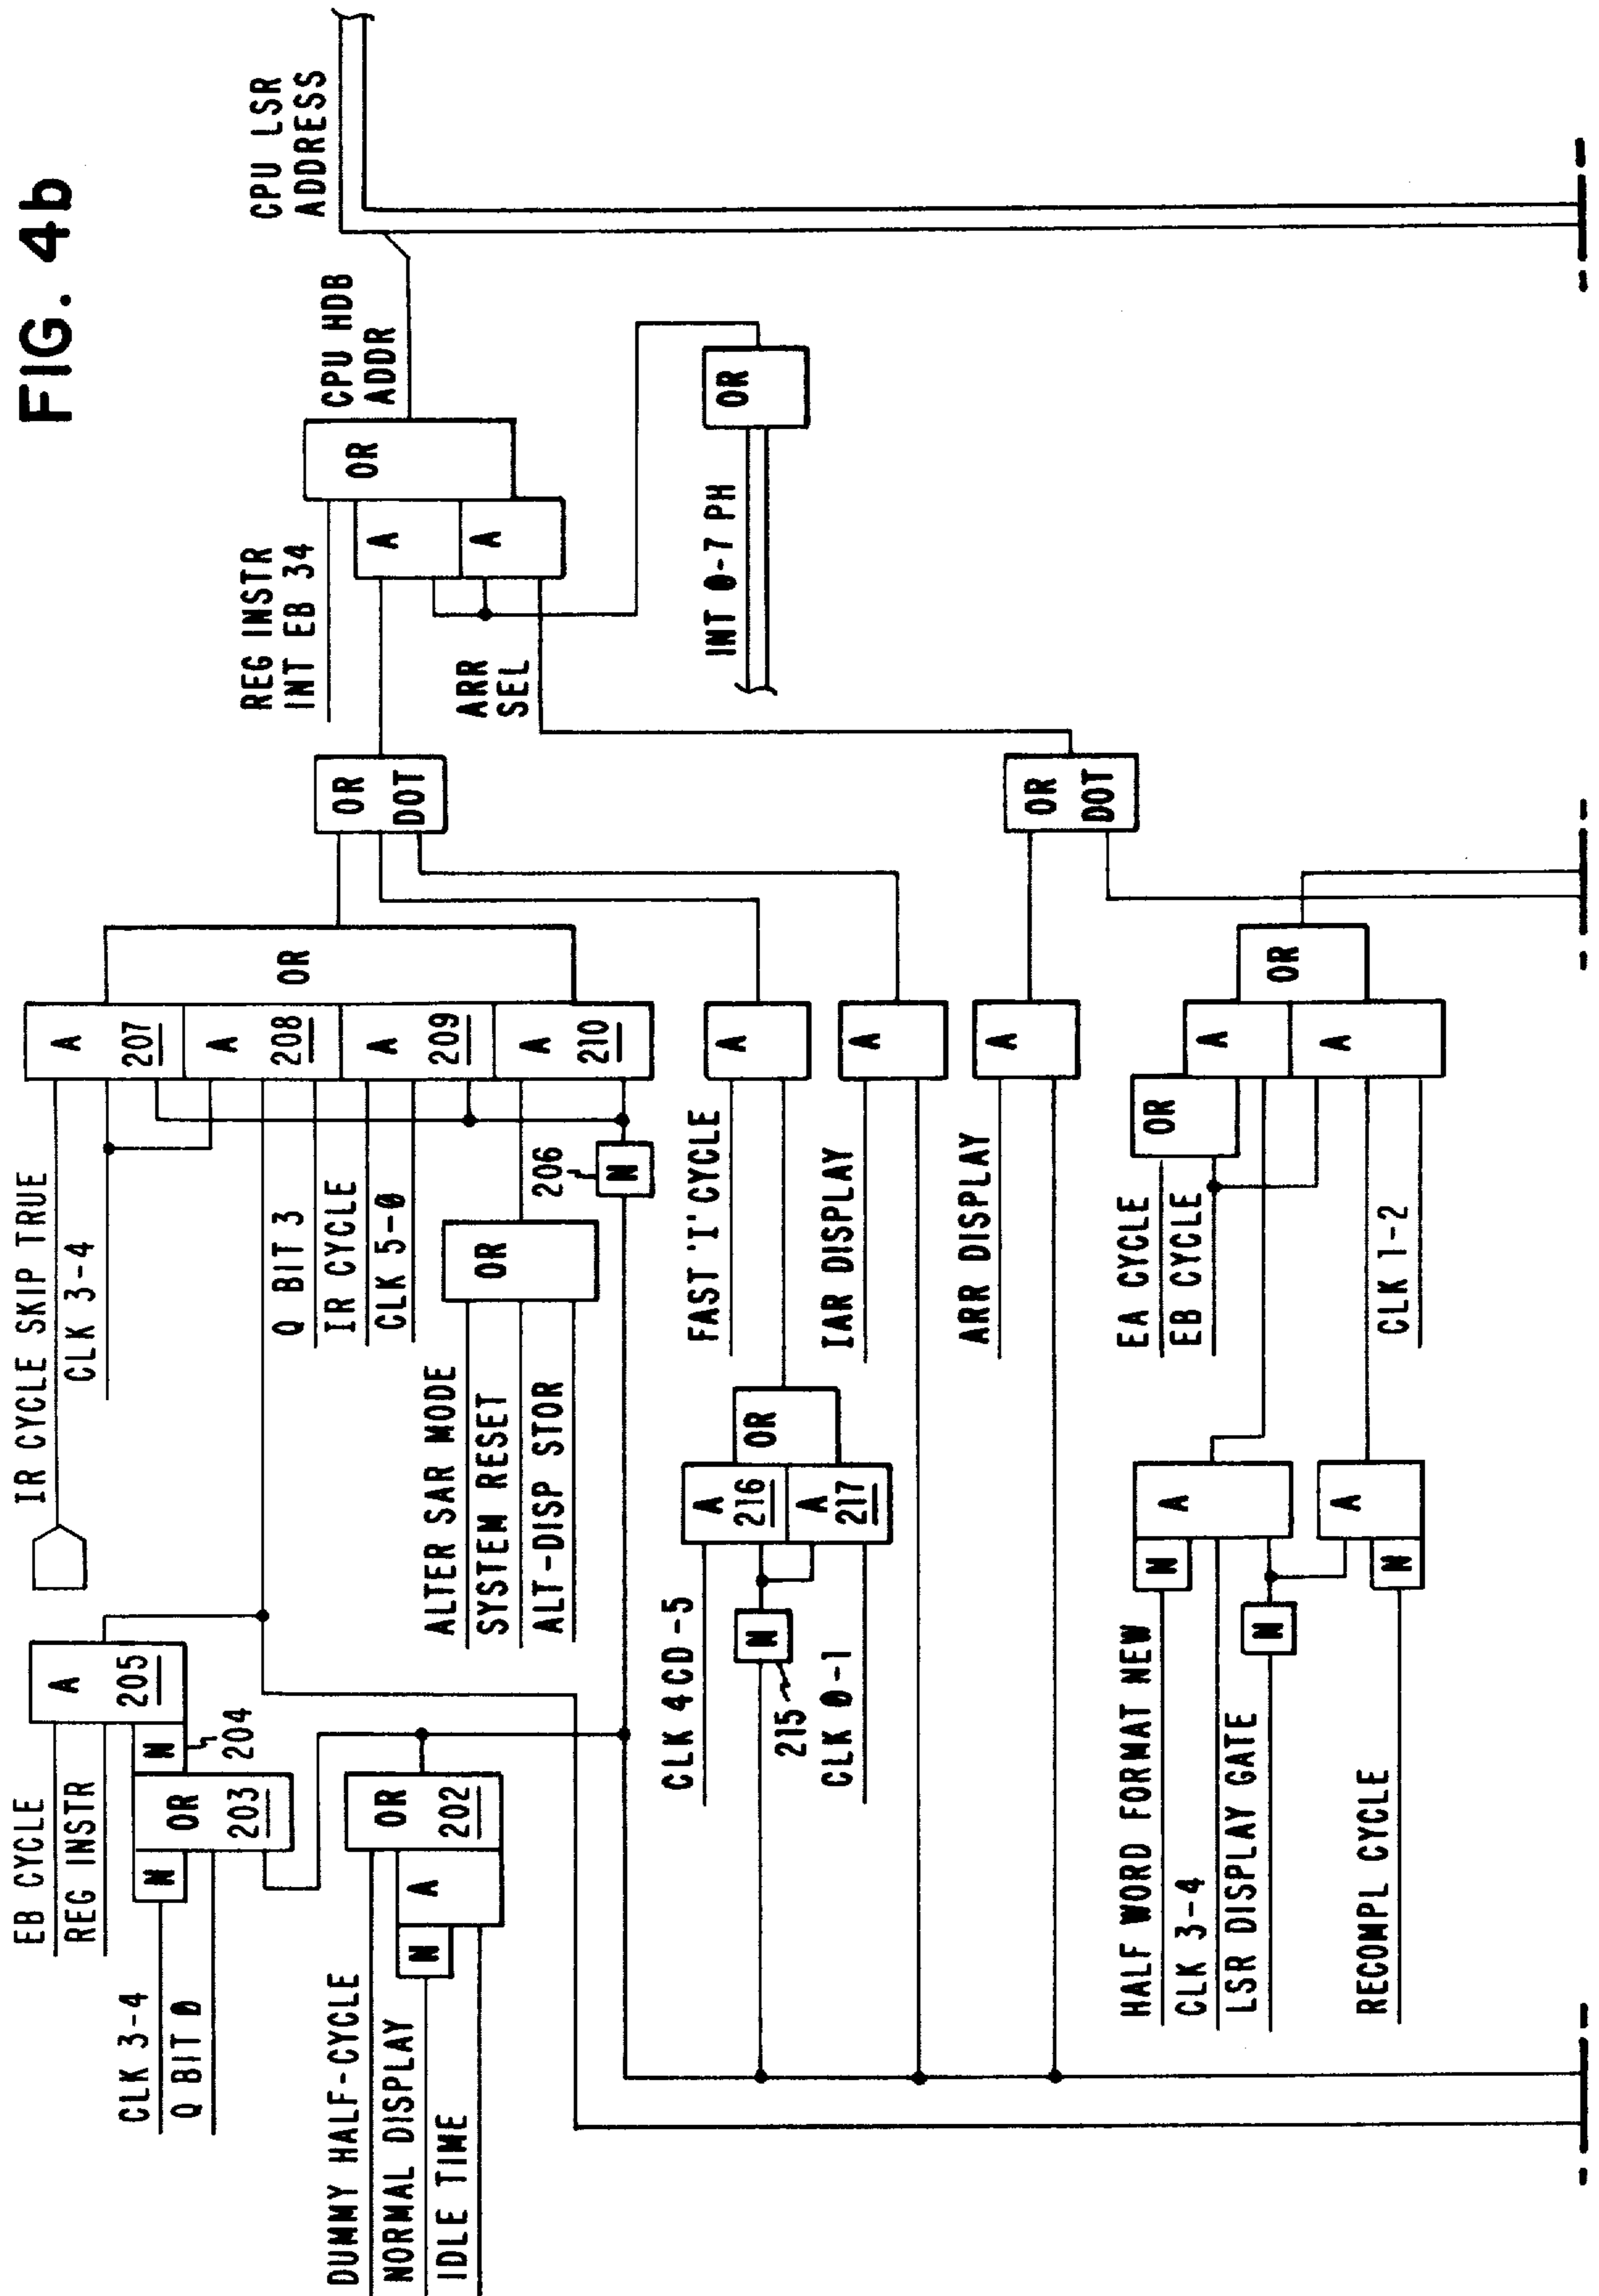 FIG. 4b
IR CYCLE SKIP TRUE
CLK 3-4
EB CYCLE
REG INSTR
A
205
N
204
CLK 3-4
Q BIT 0
N
OR
203
DUMMY HALF-CYCLE
NORMAL DISPLAY
IDLE TIME
N
A
OR
202
Q BIT 3
IR CYCLE
CLK 5-0
A
207
A
208
A
209
A
210
OR
206
N
ALTER SAR MODE
SYSTEM RESET
ALT-DISP STOR
OR
OR
DOT
REG INSTR
INT EB 34
ARR
SEL
A
A
OR
CPU HDB
ADDR
CPU LSR
ADDRESS
INT 0-7 PH
OR
CLK 4CD-5
215
N
CLK 0-1
A
216
A
217
OR
FAST 'I' CYCLE
A
IAR DISPLAY
A
ARR DISPLAY
A
OR
DOT
HALF WORD FORMAT NEW
CLK 3-4
LSR DISPLAY GATE
N
N
A
RECOMPL CYCLE
N
A
EA CYCLE
EB CYCLE
OR
CLK 1-2
A
A
OR